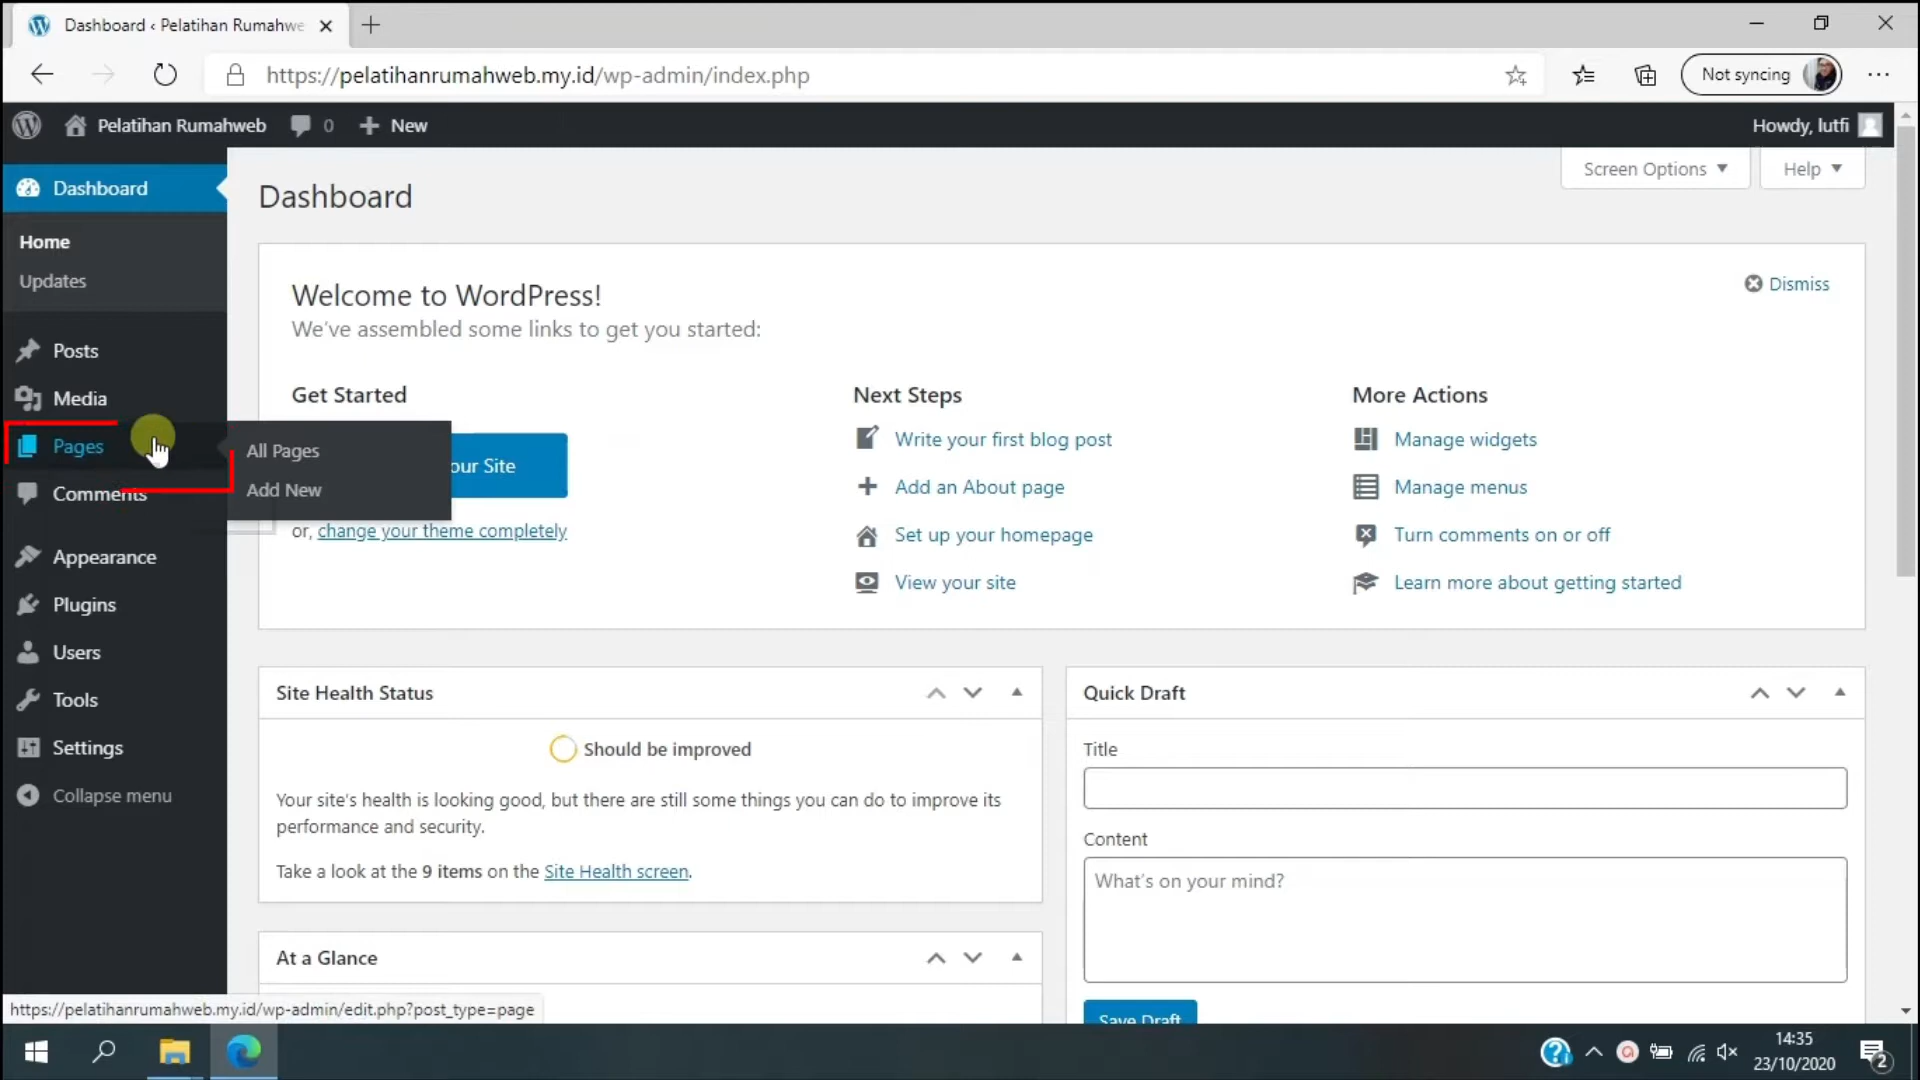 Dashboard ‹ Pelatihan Rumahwe
https://pelatihanrumahweb.my.id/wp-admin/index.php
Not syncing
Pelatihan Rumahweb
0
New
Howdy, lutfi
Dashboard
Home
Updates
Posts
Media
Pages
Comments
Appearance
Plugins
Users
Tools
Settings
Collapse menu
All Pages
Add New
Dashboard
Screen Options
Help
Welcome to WordPress!
We've assembled some links to get you started:
Dismiss
Get Started
our Site
or, change your theme completely
Next Steps
Write your first blog post
Add an About page
Set up your homepage
View your site
More Actions
Manage widgets
Manage menus
Turn comments on or off
Learn more about getting started
Site Health Status
Should be improved
Your site's health is looking good, but there are still some things you can do to improve its
performance and security.
Take a look at the 9 items on the Site Health screen.
At a Glance
Quick Draft
Title
Content
What's on your mind?
Save Draft
https://pelatihanrumahweb.my.id/wp-admin/edit.php?post_type=page
14:35
23/10/2020
2